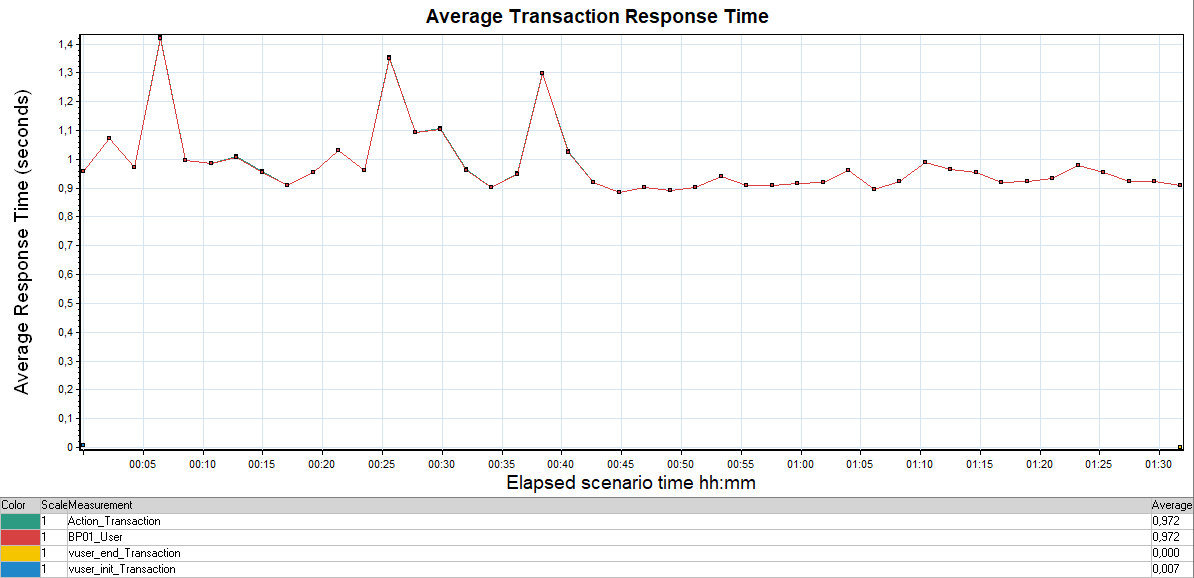 Average Transaction Response Time
Average Response Time (seconds)
1,4
1,3
1,2
1,1
1
0,9
0,8
0,7
0,6
0,5
0,4
0,3
0,2
0,1
0
00:05 00:10 00:15 00:20 00:25 00:30 00:35 00:40 00:45 00:50 00:55 01:00 01:05 01:10 01:15 01:20 01:25 01:30
Elapsed scenario time hh:mm
Color Scale Measurement Average
1 Action_Transaction 0,972
1 BP01_User 0,972
1 vuser_end_Transaction 0,000
1 vuser_init_Transaction 0,007